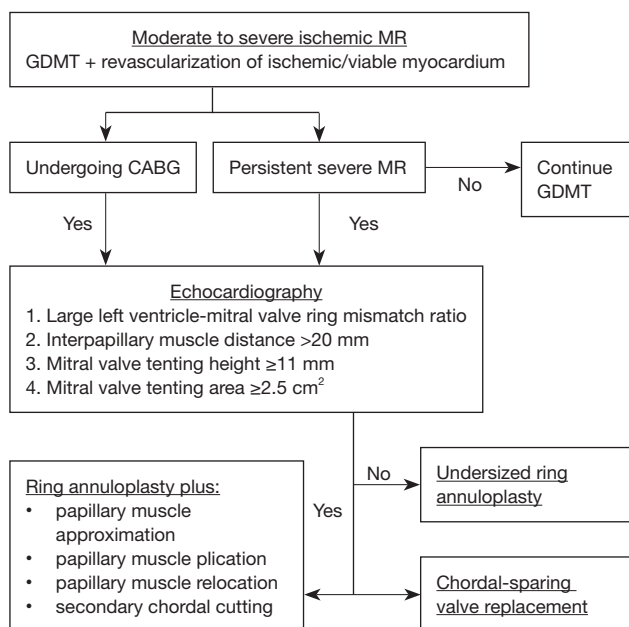 Moderate to severe ischemic MR
GDMT + revascularization of ischemic/viable myocardium
Undergoing CABG
Persistent severe MR
No
Continue
GDMT
Yes
Yes
Echocardiography
1. Large left ventricle-mitral valve ring mismatch ratio
2. Interpapillary muscle distance >20 mm
3. Mitral valve tenting height ≥11 mm
4. Mitral valve tenting area ≥2.5 cm²
No
Undersized ring
annuloplasty
Ring annuloplasty plus:
• papillary muscle
approximation
• papillary muscle plication
• papillary muscle relocation
• secondary chordal cutting
Yes
Chordal-sparing
valve replacement